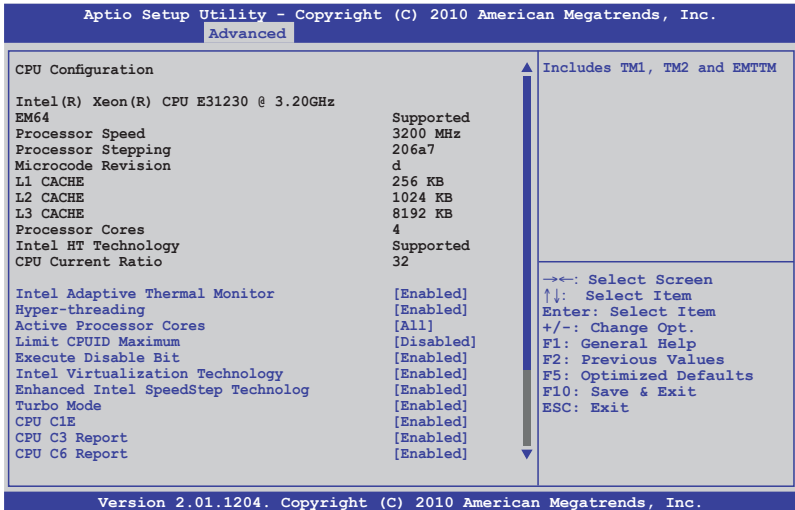 Aptio Setup Utility - Copyright (C) 2010 American Megatrends, Inc.
Advanced
CPU Configuration
Intel(R) Xeon(R) CPU E31230 @ 3.20GHz
EM64 Supported
Processor Speed 3200 MHz
Processor Stepping 206a7
Microcode Revision d
L1 CACHE 256 KB
L2 CACHE 1024 KB
L3 CACHE 8192 KB
Processor Cores 4
Intel HT Technology Supported
CPU Current Ratio 32
Intel Adaptive Thermal Monitor [Enabled]
Hyper-threading [Enabled]
Active Processor Cores [All]
Limit CPUID Maximum [Disabled]
Execute Disable Bit [Enabled]
Intel Virtualization Technology [Enabled]
Enhanced Intel SpeedStep Technolog [Enabled]
Turbo Mode [Enabled]
CPU C1E [Enabled]
CPU C3 Report [Enabled]
CPU C6 Report [Enabled]
Includes TM1, TM2 and EMTTM
→←: Select Screen
↑↓: Select Item
Enter: Select Item
+/-: Change Opt.
F1: General Help
F2: Previous Values
F5: Optimized Defaults
F10: Save & Exit
ESC: Exit
Version 2.01.1204. Copyright (C) 2010 American Megatrends, Inc.